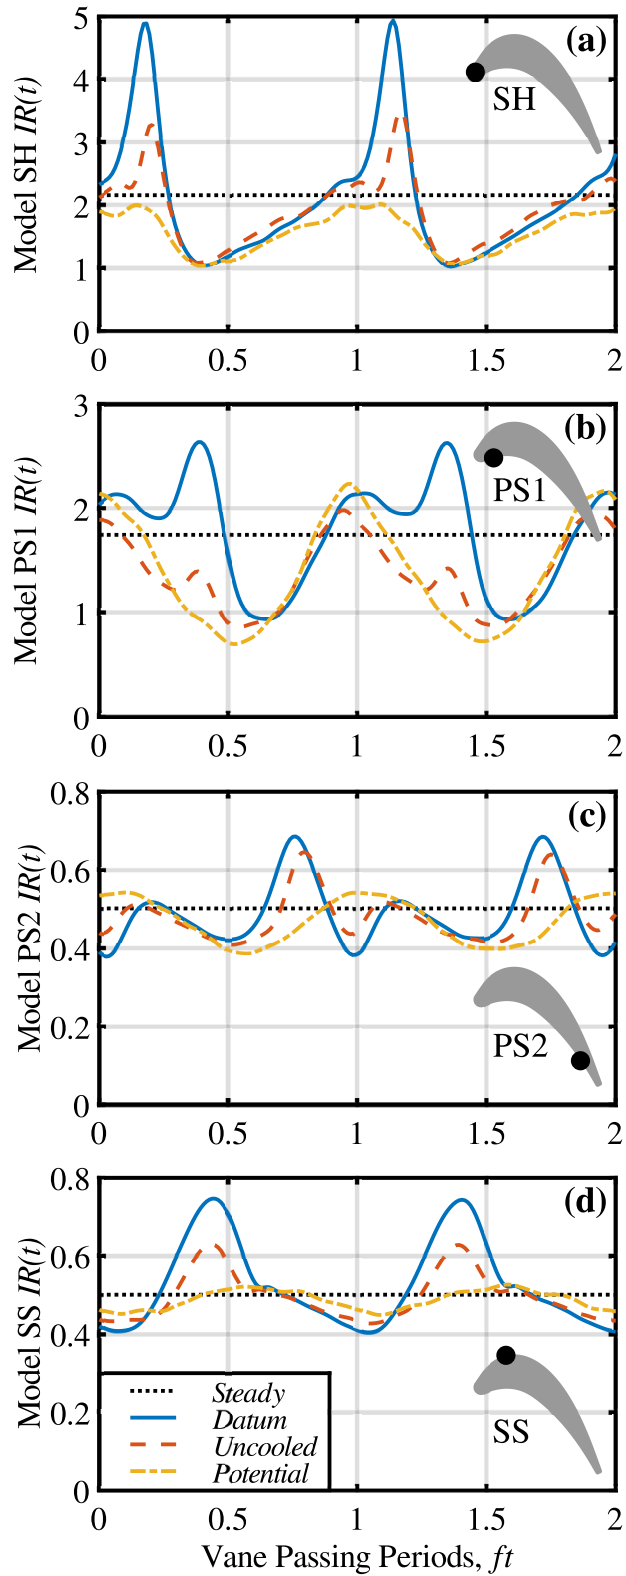 5
4
3
2
1
0
Model SH IR(t)
(a)
SH
0 0.5 1 1.5 2
3
2
1
0
Model PS1 IR(t)
(b)
PS1
0 0.5 1 1.5 2
0.8
0.6
0.4
0.2
0
Model PS2 IR(t)
(c)
PS2
0 0.5 1 1.5 2
0.8
0.6
0.4
0.2
0
Model SS IR(t)
(d)
SS
Steady
Datum
Uncooled
Potential
0 0.5 1 1.5 2
Vane Passing Periods, ft